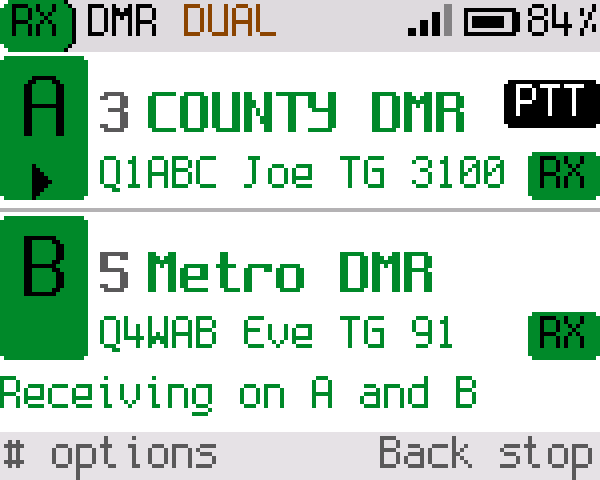 RX DMR DUAL 84%
A 3 COUNTY DMR PTT
Q1ABC Joe TG 3100 RX
B 5 Metro DMR
Q4WAB Eve TG 91 RX
Receiving on A and B
# options Back stop